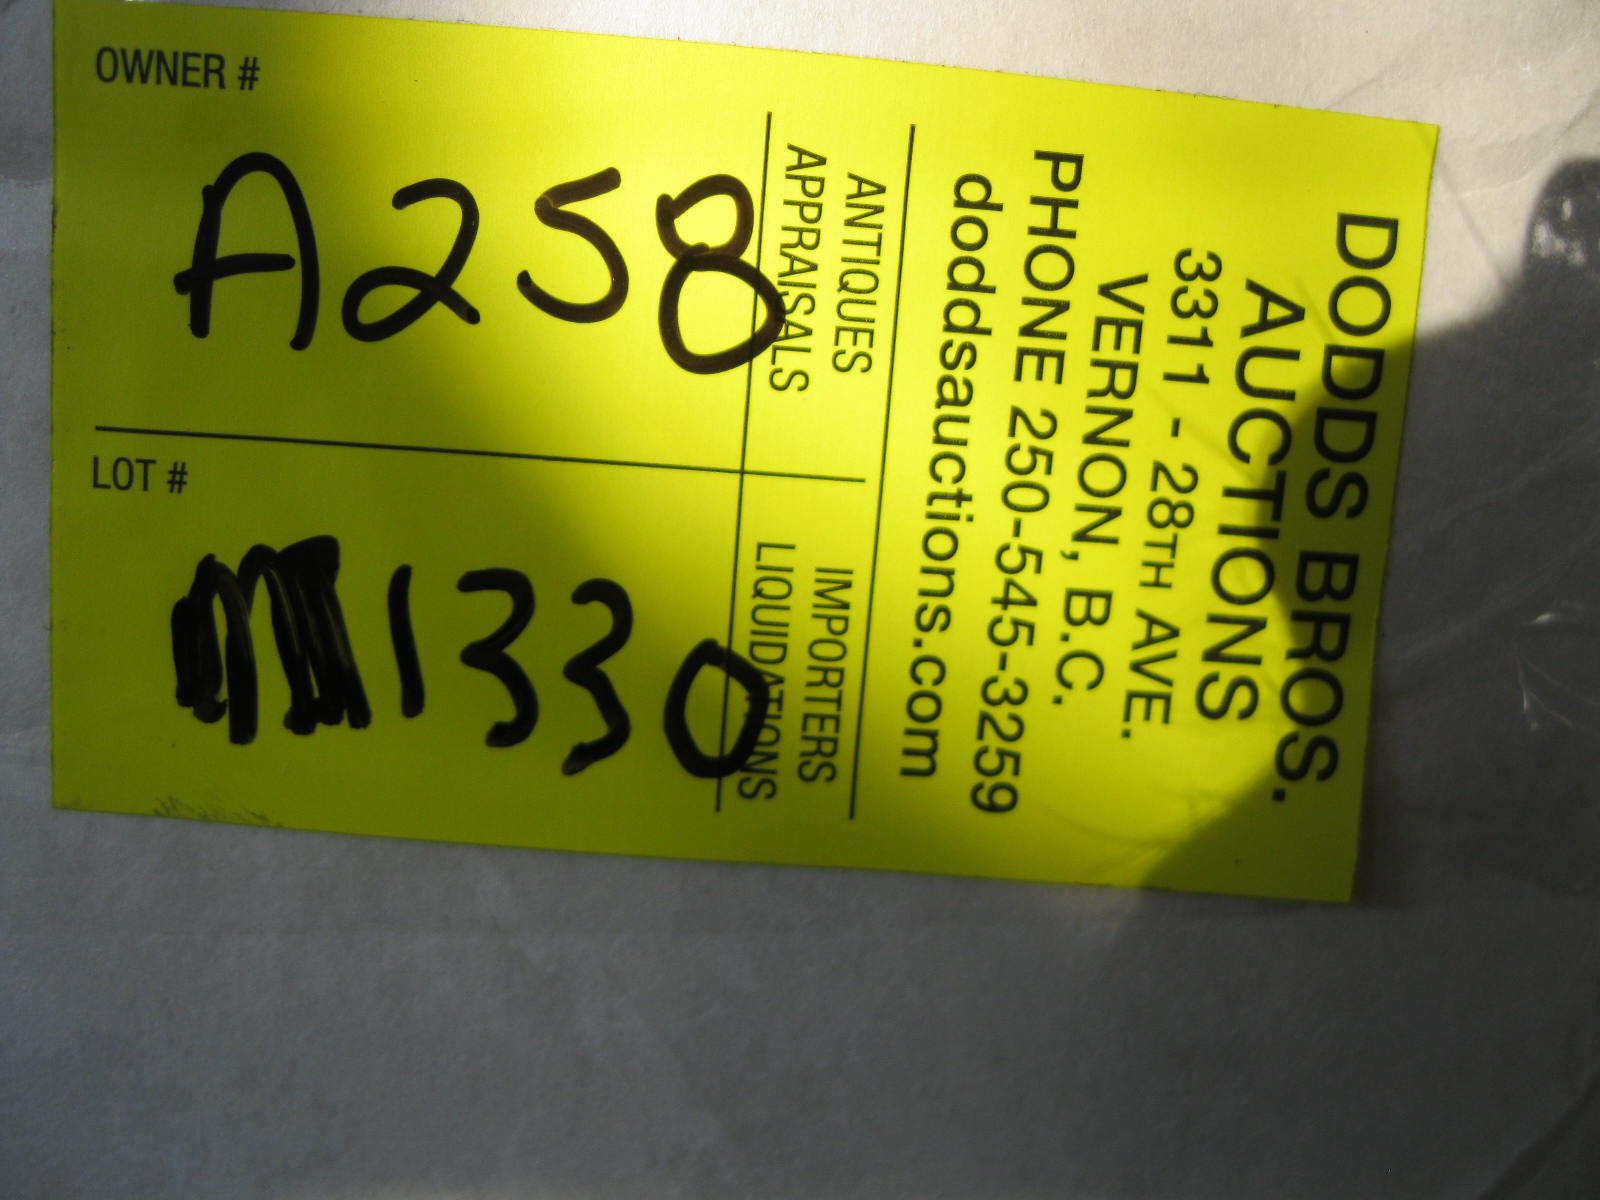 DODDS BROS.
AUCTIONS
3311 - 28TH AVE.
VERNON, B.C.
PHONE 250-545-3259
doddsauctions.com
ANTIQUES
APPRAISALS
IMPORTERS
LIQUIDATIONS
OWNER #
A258
LOT #
1330